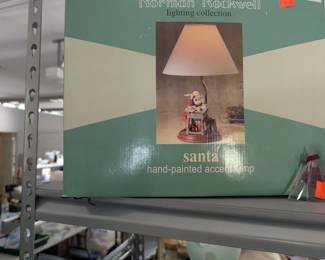 Norman Rockwell
lighting collection
santa
hand-painted accent lamp